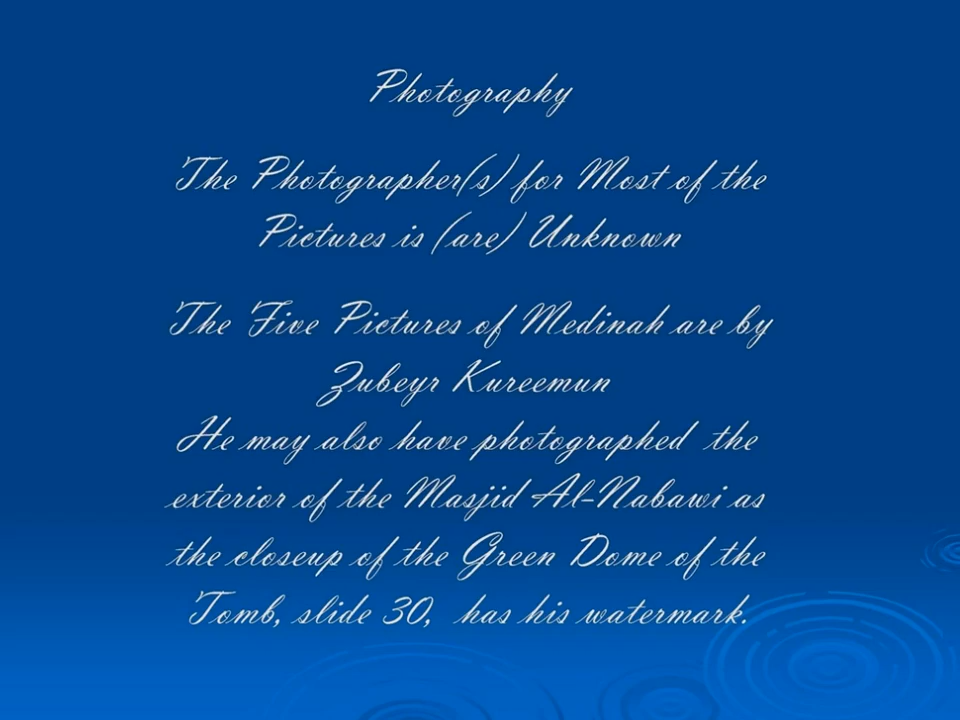 Photography
The Photographer(s) for Most of the
Pictures is (are) Unknown
The Five Pictures of Medinah are by
Zubeyr Kureemun
He may also have photographed the
exterior of the Masjid Al-Nabawi as
the closeup of the Green Dome of the
Tomb, slide 30, has his watermark.